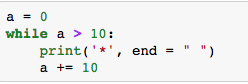 a = 0
while a > 10:
    print('*', end = " ")
    a += 10